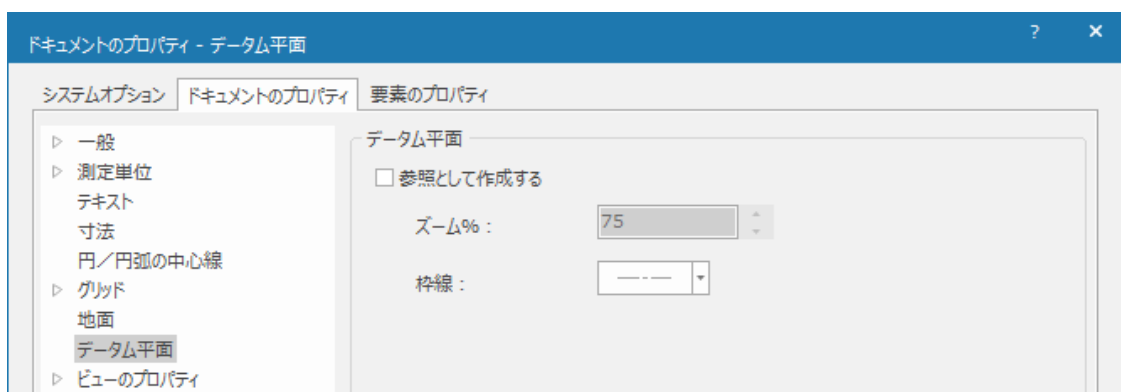 ドキュメントのプロパティ - データム平面
? ×
システムオプション ドキュメントのプロパティ 要素のプロパティ
一般
測定単位
テキスト
寸法
円/円弧の中心線
グリッド
地面
データム平面
ビューのプロパティ
データム平面
参照として作成する
ズーム% : 75
枠線 :